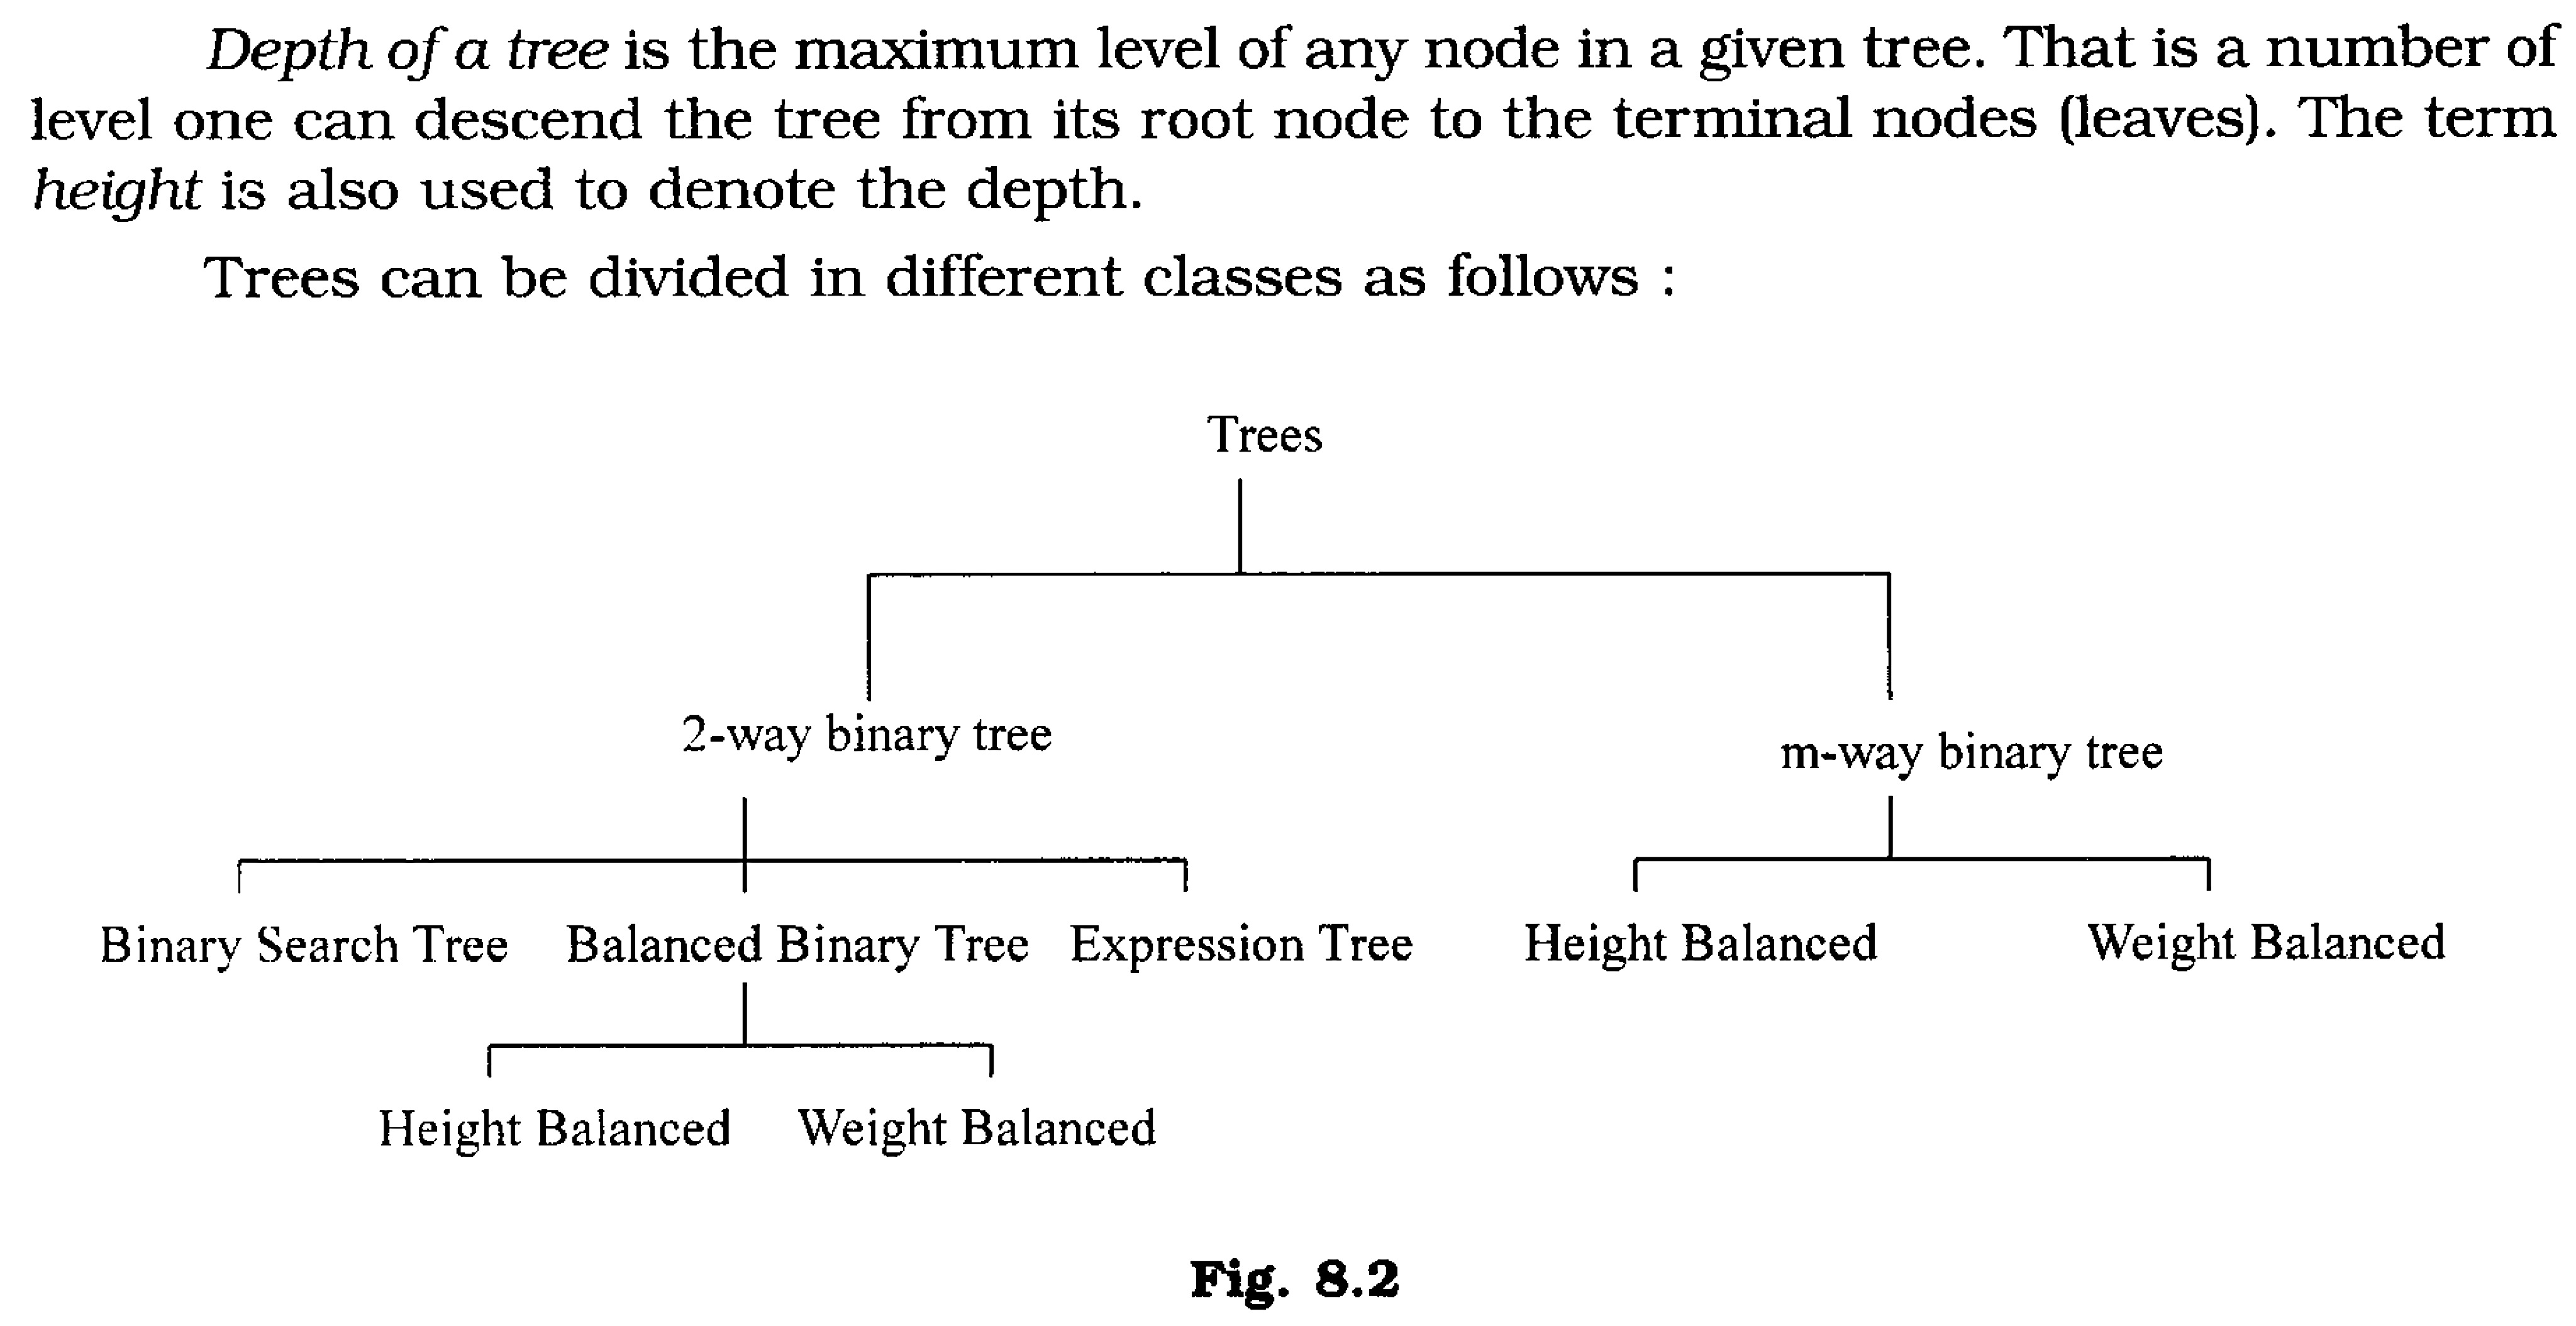 Depth of a tree is the maximum level of any node in a given tree. That is a number of
level one can descend the tree from its root node to the terminal nodes (leaves). The term
height is also used to denote the depth.
Trees can be divided in different classes as follows :
Trees
2-way binary tree
m-way binary tree
Binary Search Tree
Balanced Binary Tree
Expression Tree
Height Balanced
Weight Balanced
Height Balanced
Weight Balanced
Fig. 8.2